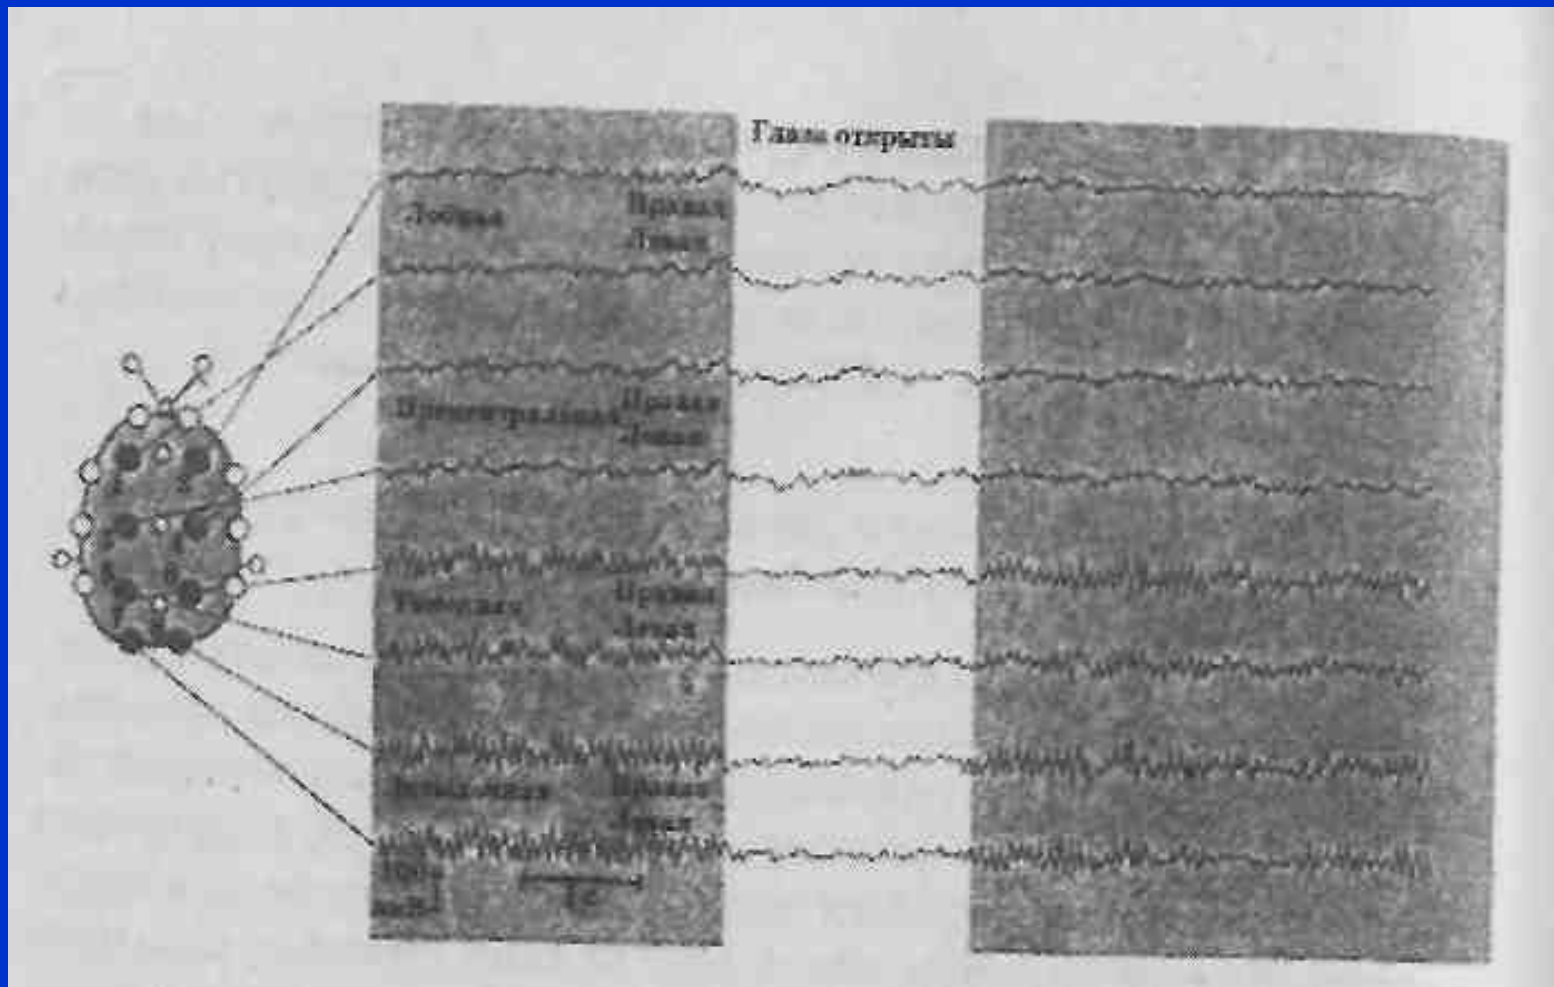 Глаза открыты
Лобная
Правая
Левая
Прецентральная
Правая
Левая
Теменная
Правая
Левая
Затылочная
Правая
Левая
1 с